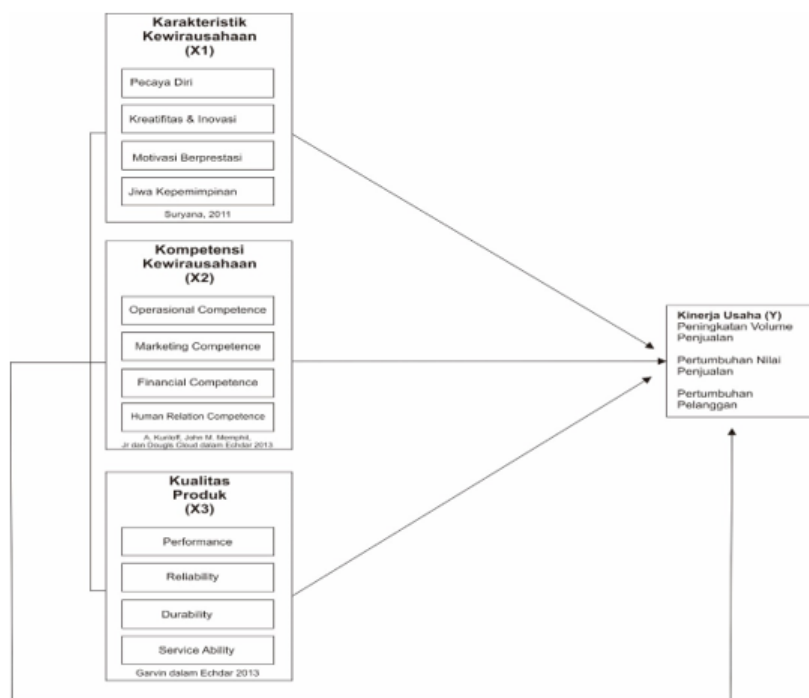 Karakteristik
Kewirausahaan
(X1)
Pecaya Diri
Kreatifitas & Inovasi
Motivasi Berprestasi
Jiwa Kepemimpinan
Suryana, 2011
Kompetensi
Kewirausahaan
(X2)
Operasional Competence
Marketing Competence
Financial Competence
Human Relation Competence
A. Kuriloff, John M. Memphil,
Jr dan Douglis Cloud dalam Echdar 2013
Kualitas
Produk
(X3)
Performance
Reliability
Durability
Service Ability
Garvin dalam Echdar 2013
Kinerja Usaha (Y)
Peningkatan Volume
Penjualan
Pertumbuhan Nilai
Penjualan
Pertumbuhan
Pelanggan